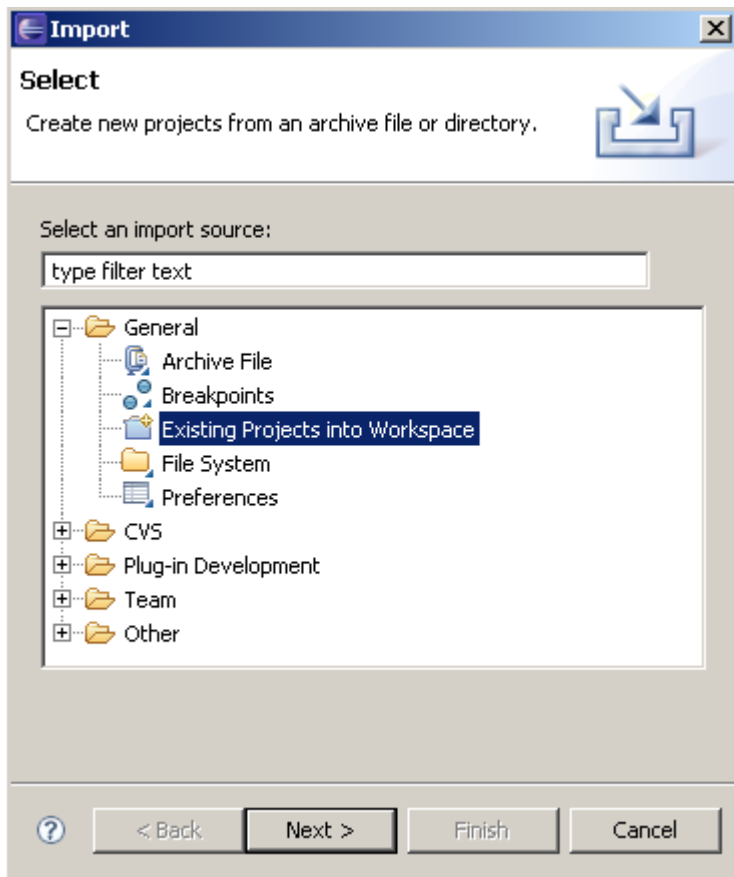 Import
Select
Create new projects from an archive file or directory.
Select an import source:
type filter text
General
Archive File
Breakpoints
Existing Projects into Workspace
File System
Preferences
CVS
Plug-in Development
Team
Other
< Back Next > Finish Cancel